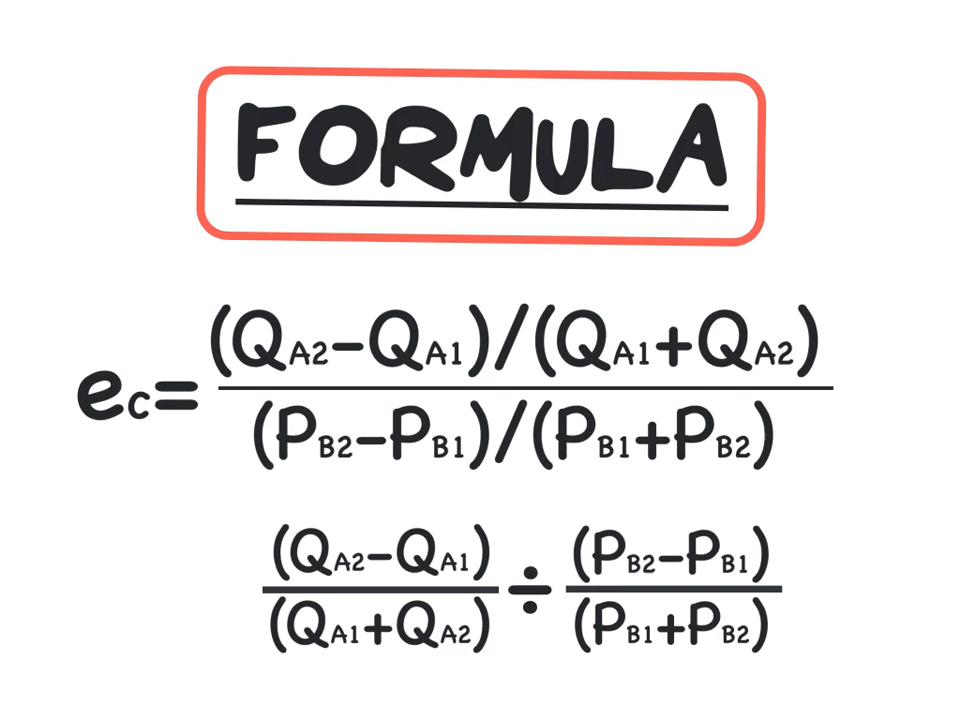 FORMULA
(QA2-QA1)/(QA1+QA2)
ec=
(PB2-PB1)/(PB1+PB2)
(QA2-QA1) ÷ (PB2-PB1)
(QA1+QA2) (PB1+PB2)